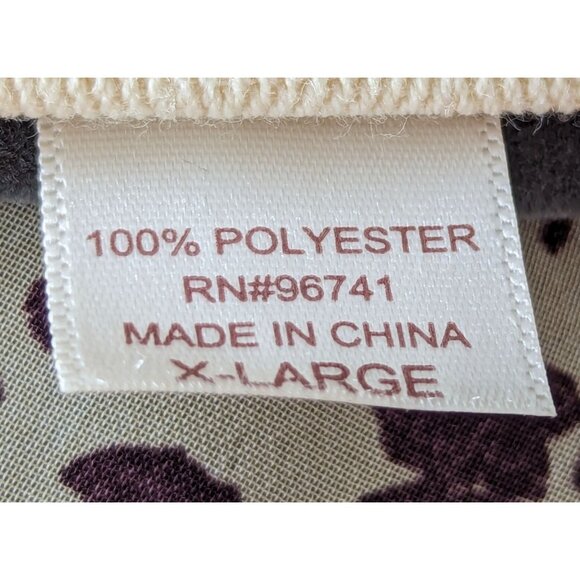 100% POLYESTER
RN#96741
MADE IN CHINA
X-LARGE